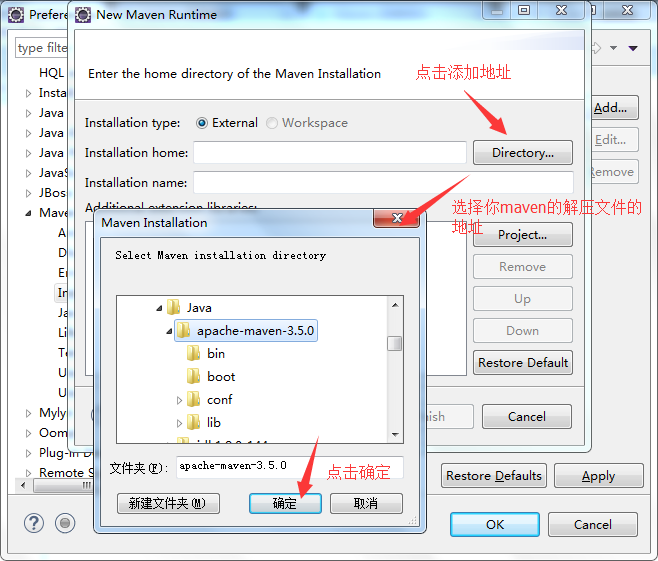 Prefere
New Maven Runtime
type filte
Enter the home directory of the Maven Installation
点击添加地址
HQL
Insta
Java
Java
Java
JavaS
JBos
Mave
A
D
Er
In
Ja
Li
Te
U
U
Mylyn
Oom
Plug-in D
Remote S
Installation type:
External
Workspace
Installation home:
Directory...
Installation name:
Additional extension libraries:
Add...
Edit...
Remove
选择你maven的解压文件的
地址
Project...
Remove
Up
Down
Restore Default
Maven Installation
Select Maven installation directory
Java
apache-maven-3.5.0
bin
boot
conf
lib
文件夹(F):
apache-maven-3.5.0
点击确定
新建文件夹(M)
确定
取消
nish
Cancel
Restore Defaults
Apply
OK
Cancel